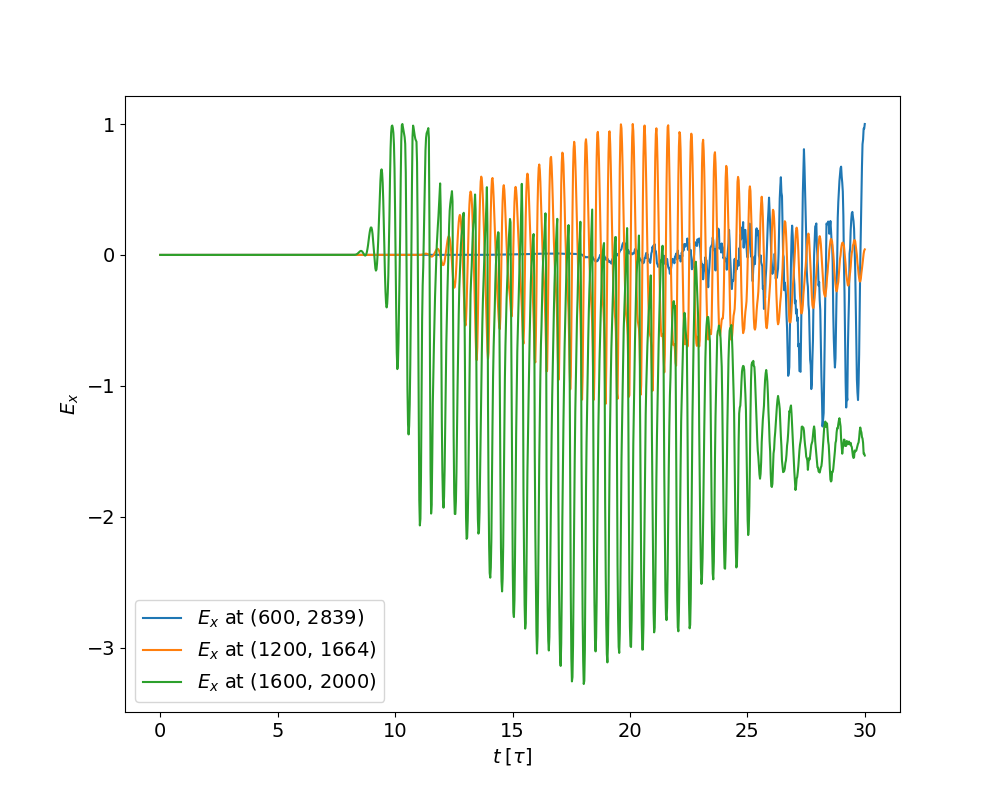 1
0
−1
−2
−3
E_x
E_x at (600, 2839)
E_x at (1200, 1664)
E_x at (1600, 2000)
0 5 10 15 20 25 30
t [τ]